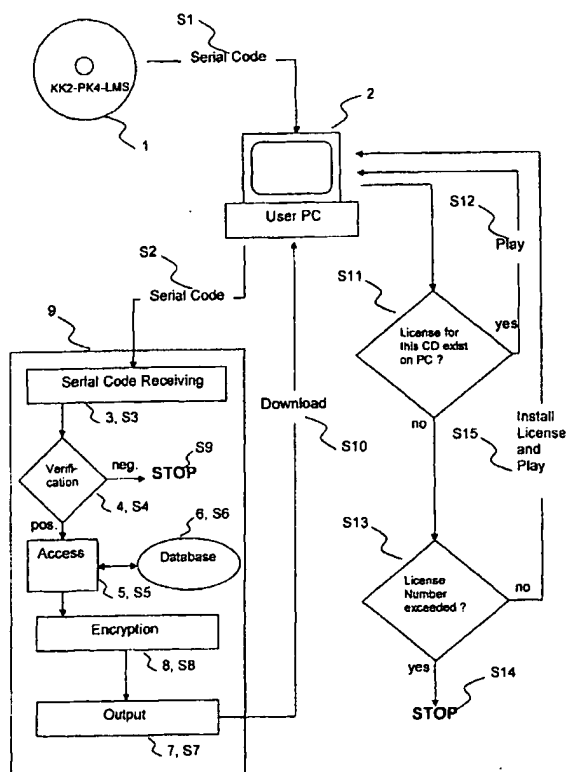 S1
Serial Code
KK2-PK4-LMS
1
2
User PC
S2
Serial Code
S12
Play
S11
License for
this CD exist
on PC ?
yes
no
9
Serial Code Receiving
3, S3
Download
S10
Install
License
and
Play
S15
Verifi-
cation
neg.
S9
STOP
4, S4
pos.
6, S6
Access
Database
5, S5
S13
License
Number
exceeded ?
no
yes
Encryption
8, S8
S14
STOP
Output
7, S7